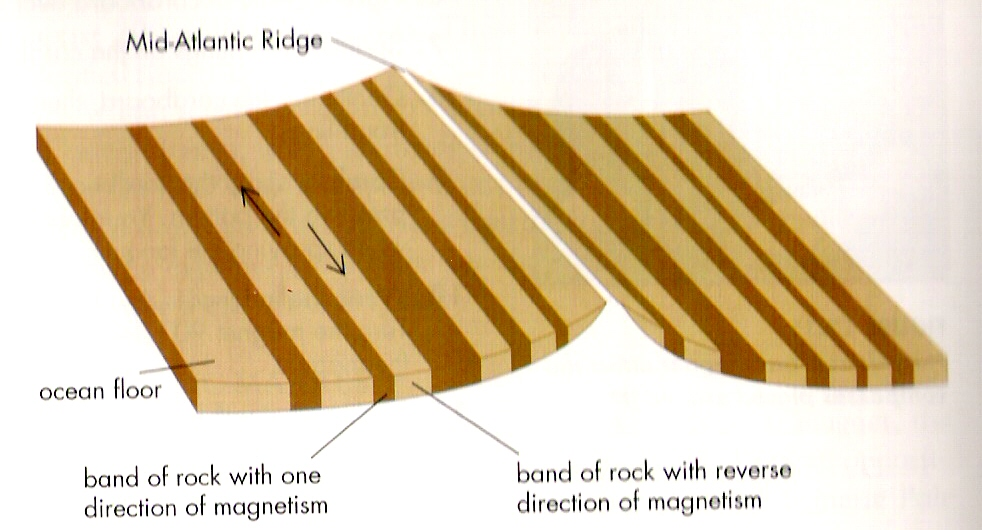 Mid-Atlantic Ridge
ocean floor
band of rock with one
direction of magnetism
band of rock with reverse
direction of magnetism